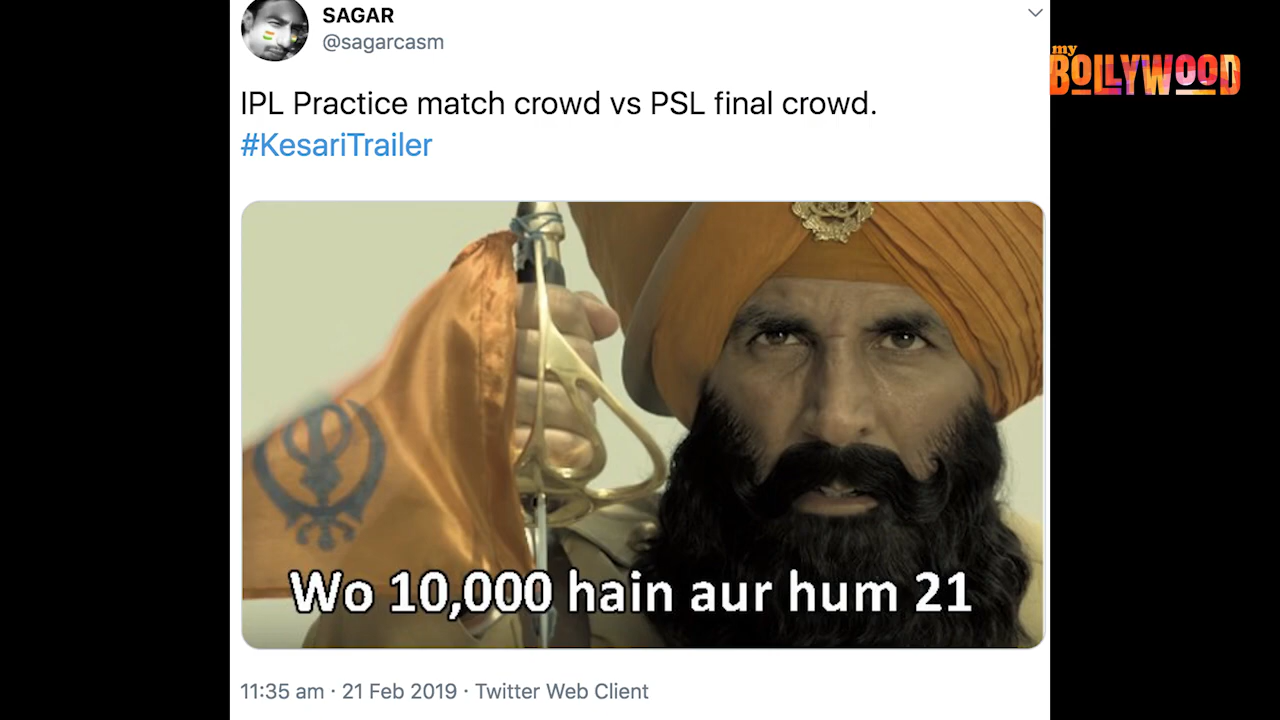 SAGAR
@sagarcasm
my
BOLLYWOOD
IPL Practice match crowd vs PSL final crowd.
#KesariTrailer
Wo 10,000 hain aur hum 21
11:35 am · 21 Feb 2019 · Twitter Web Client